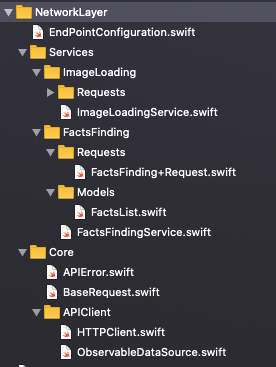 NetworkLayer
EndPointConfiguration.swift
Services
ImageLoading
Requests
ImageLoadingService.swift
FactsFinding
Requests
FactsFinding+Request.swift
Models
FactsList.swift
FactsFindingService.swift
Core
APIError.swift
BaseRequest.swift
APIClient
HTTPClient.swift
ObservableDataSource.swift